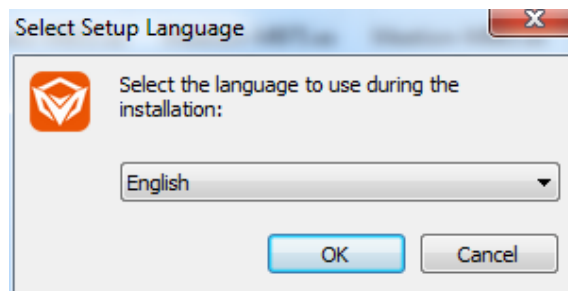 Select Setup Language
Select the language to use during the
installation:
English
OK
Cancel